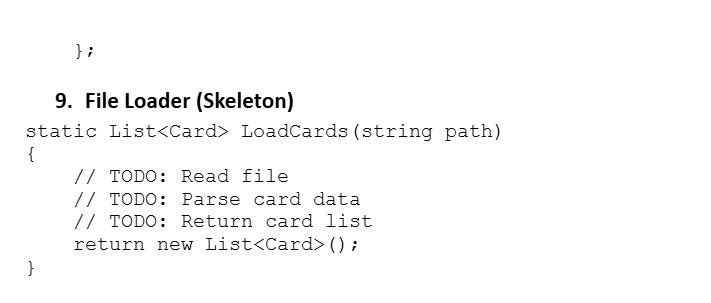 };
9. File Loader (Skeleton)
static List<Card> LoadCards(string path)
{
// TODO: Read file
// TODO: Parse card data
// TODO: Return card list
return new List<Card>();
}